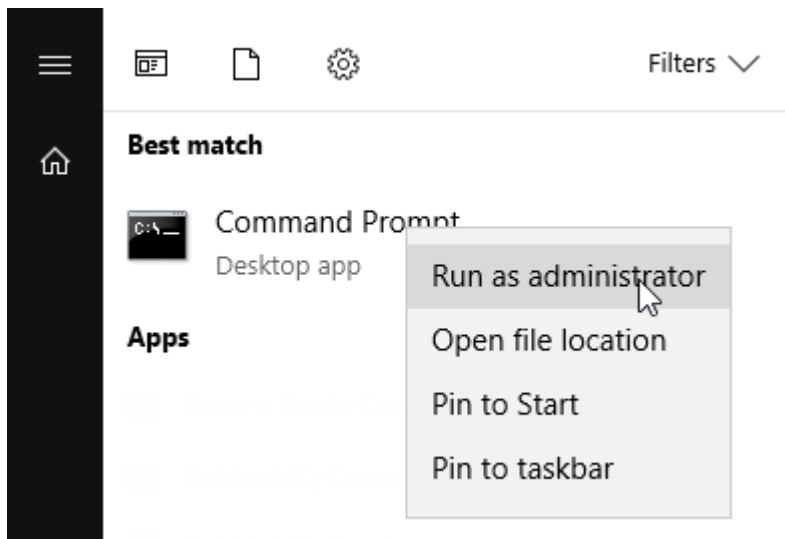 Filters
Best match
C:\_
Command Prompt
Desktop app
Run as administrator
Apps
Open file location
Pin to Start
Pin to taskbar